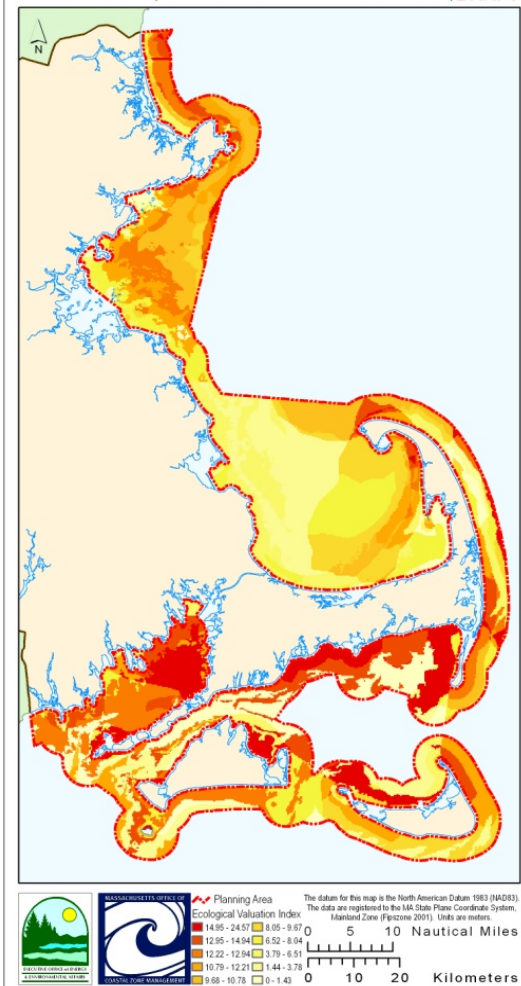 N
MASSACHUSETTS OFFICE OF
COASTAL ZONE MANAGEMENT
EXECUTIVE OFFICE of ENERGY
& ENVIRONMENTAL AFFAIRS
Planning Area
Ecological Valuation Index
14.95 - 24.57
12.95 - 14.94
12.22 - 12.94
10.79 - 12.21
9.68 - 10.78
8.05 - 9.67
6.52 - 8.04
3.79 - 6.51
1.44 - 3.78
0 - 1.43
The datum for this map is the North American Datum 1983 (NAD83).
The data are registered to the MA State Plane Coordinate System,
Mainland Zone (Fipszone 2001). Units are meters.
0 5 10 Nautical Miles
0 10 20 Kilometers